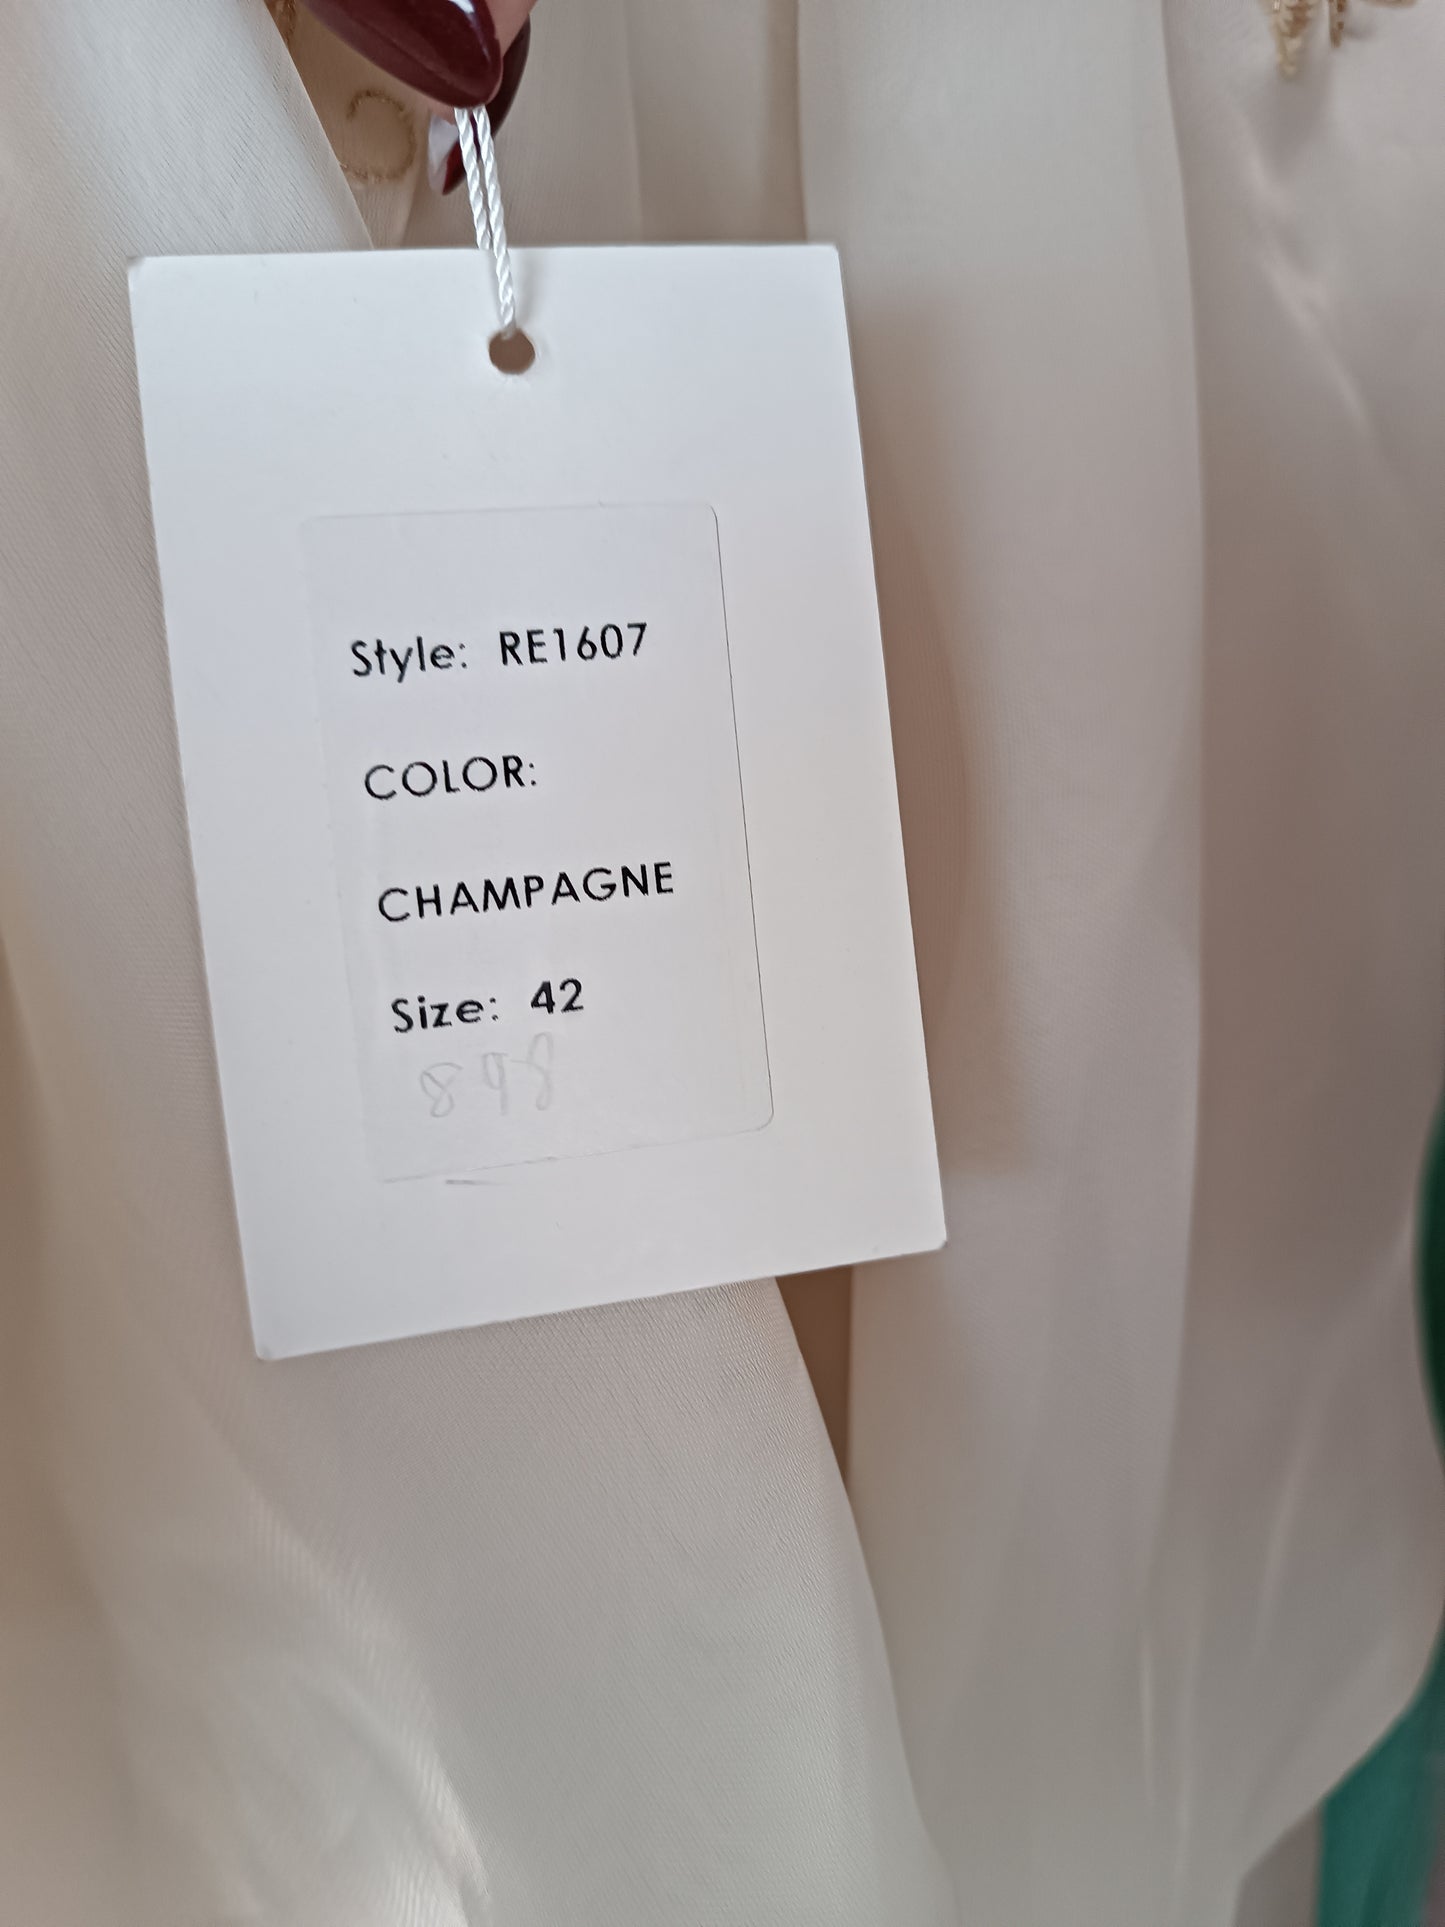 Style: RE1607
COLOR:
CHAMPAGNE
Size: 42
898